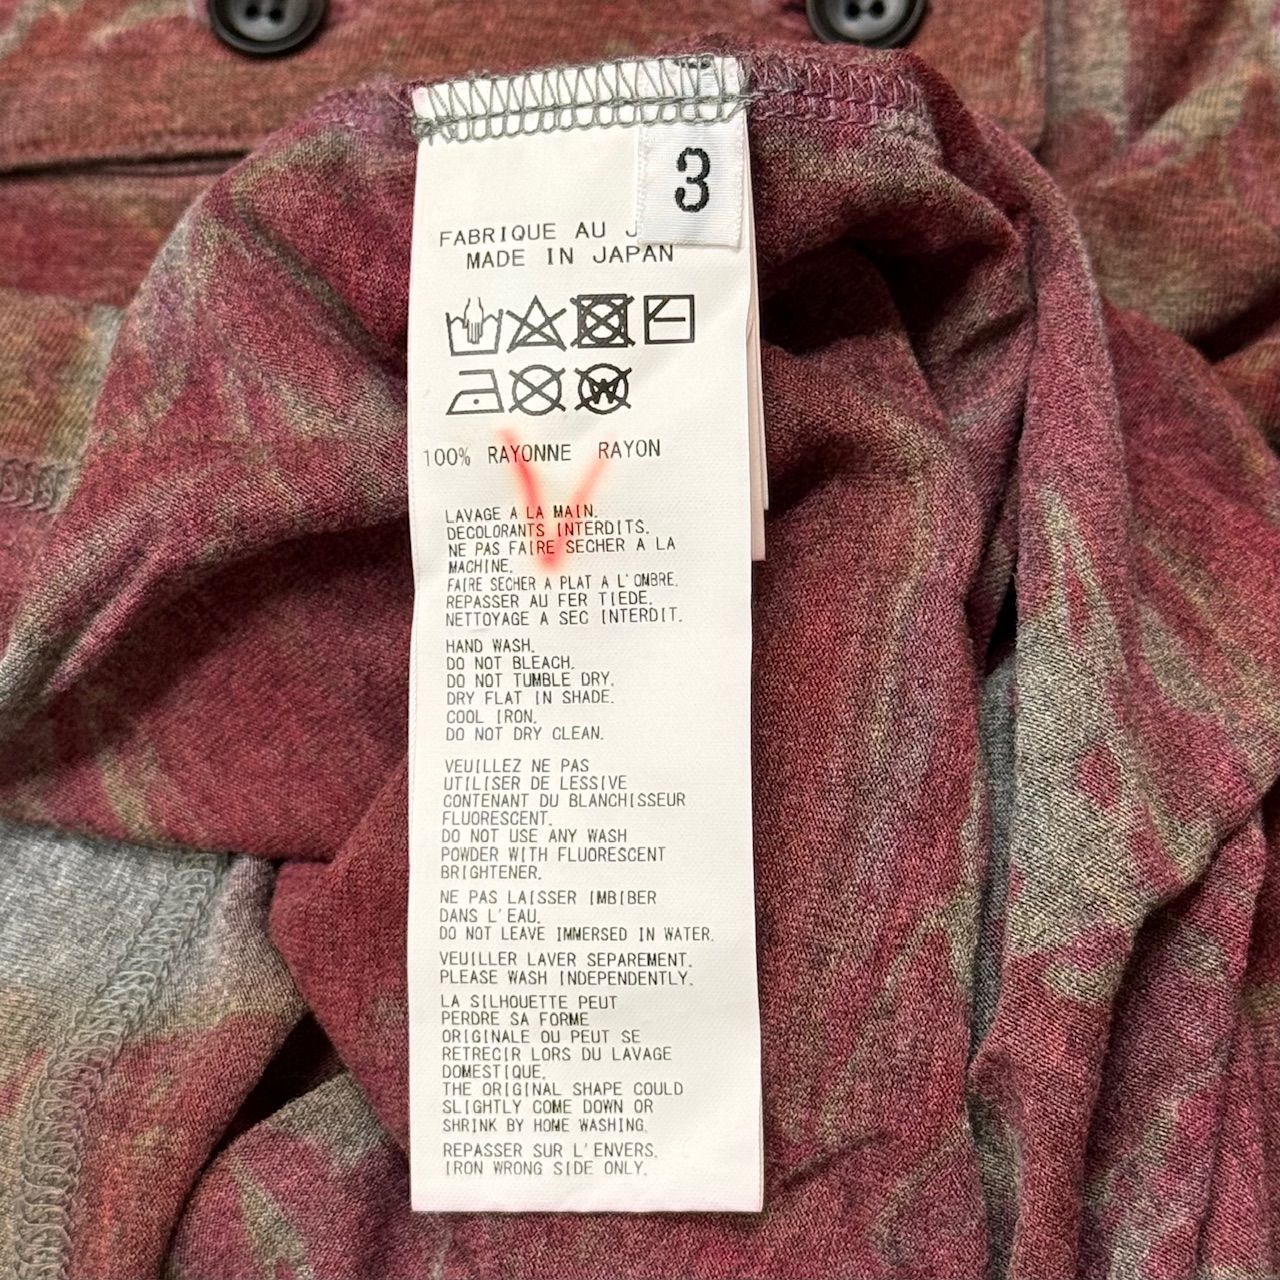 3
FABRIQUE AU
MADE IN JAPAN
W
100% RAYONNE RAYON
LAVAGE A LA MAIN.
DECOLORANTS INTERDITS.
NE PAS FAIRE SECHER A LA
MACHINE.
FAIRE SECHER A PLAT A L'OMBRE.
REPASSER AU FER TIEDE.
NETTOYAGE A SEC INTERDIT.
HAND WASH.
DO NOT BLEACH.
DO NOT TUMBLE DRY.
DRY FLAT IN SHADE.
COOL IRON.
DO NOT DRY CLEAN.
VEUILLEZ NE PAS
UTILISER DE LESSIVE
CONTENANT DU BLANCHISSEUR
FLUORESCENT.
DO NOT USE ANY WASH
POWDER WITH FLUORESCENT
BRIGHTENER.
NE PAS LAISSER IMBIBER
DANS L'EAU.
DO NOT LEAVE IMMERSED IN WATER.
VEUILLER LAVER SEPAREMENT.
PLEASE WASH INDEPENDENTLY.
LA SILHOUETTE PEUT
PERDRE SA FORME
ORIGINALE OU PEUT SE
RETRECIR LORS DU LAVAGE
DOMESTIQUE.
THE ORIGINAL SHAPE COULD
SLIGHTLY COME DOWN OR
SHRINK BY HOME WASHING.
REPASSER SUR L'ENVERS.
IRON WRONG SIDE ONLY.